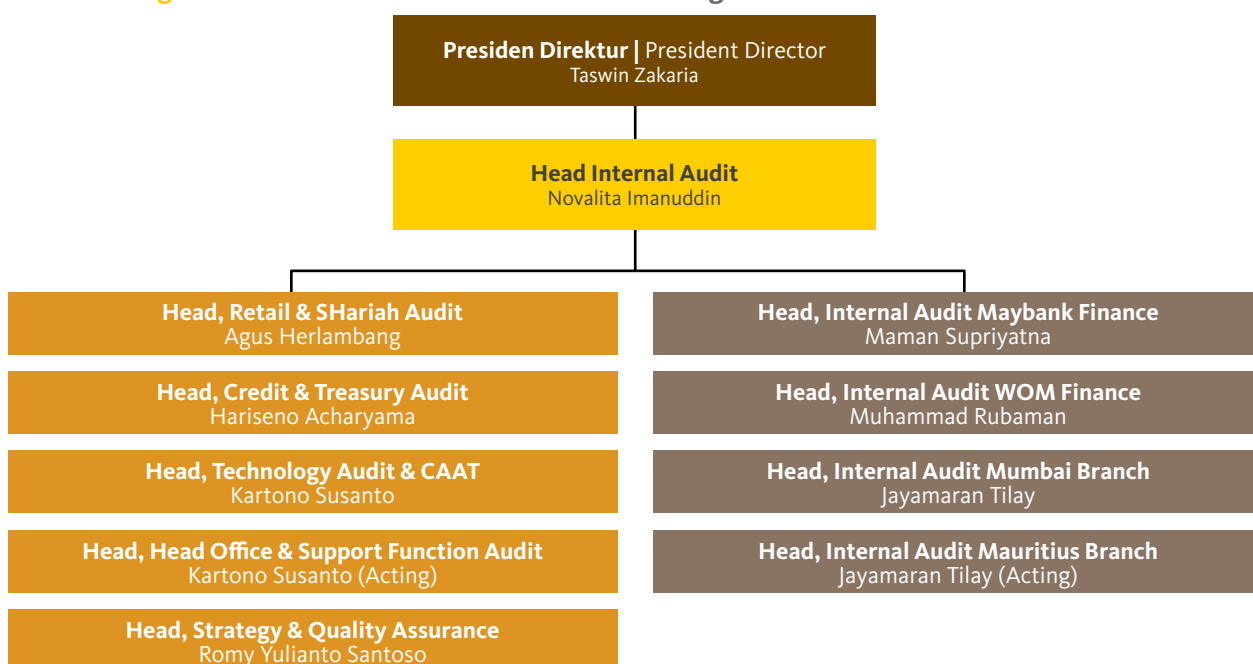 Presiden Direktur | President Director
Taswin Zakaria
Head Internal Audit
Novalita Imanuddin
Head, Retail & SHariah Audit
Agus Herlambang
Head, Credit & Treasury Audit
Hariseno Acharyama
Head, Technology Audit & CAAT
Kartono Susanto
Head, Head Office & Support Function Audit
Kartono Susanto (Acting)
Head, Strategy & Quality Assurance
Romy Yulianto Santoso
Head, Internal Audit Maybank Finance
Maman Supriyatna
Head, Internal Audit WOM Finance
Muhammad Rubaman
Head, Internal Audit Mumbai Branch
Jayamaran Tilay
Head, Internal Audit Mauritius Branch
Jayamaran Tilay (Acting)